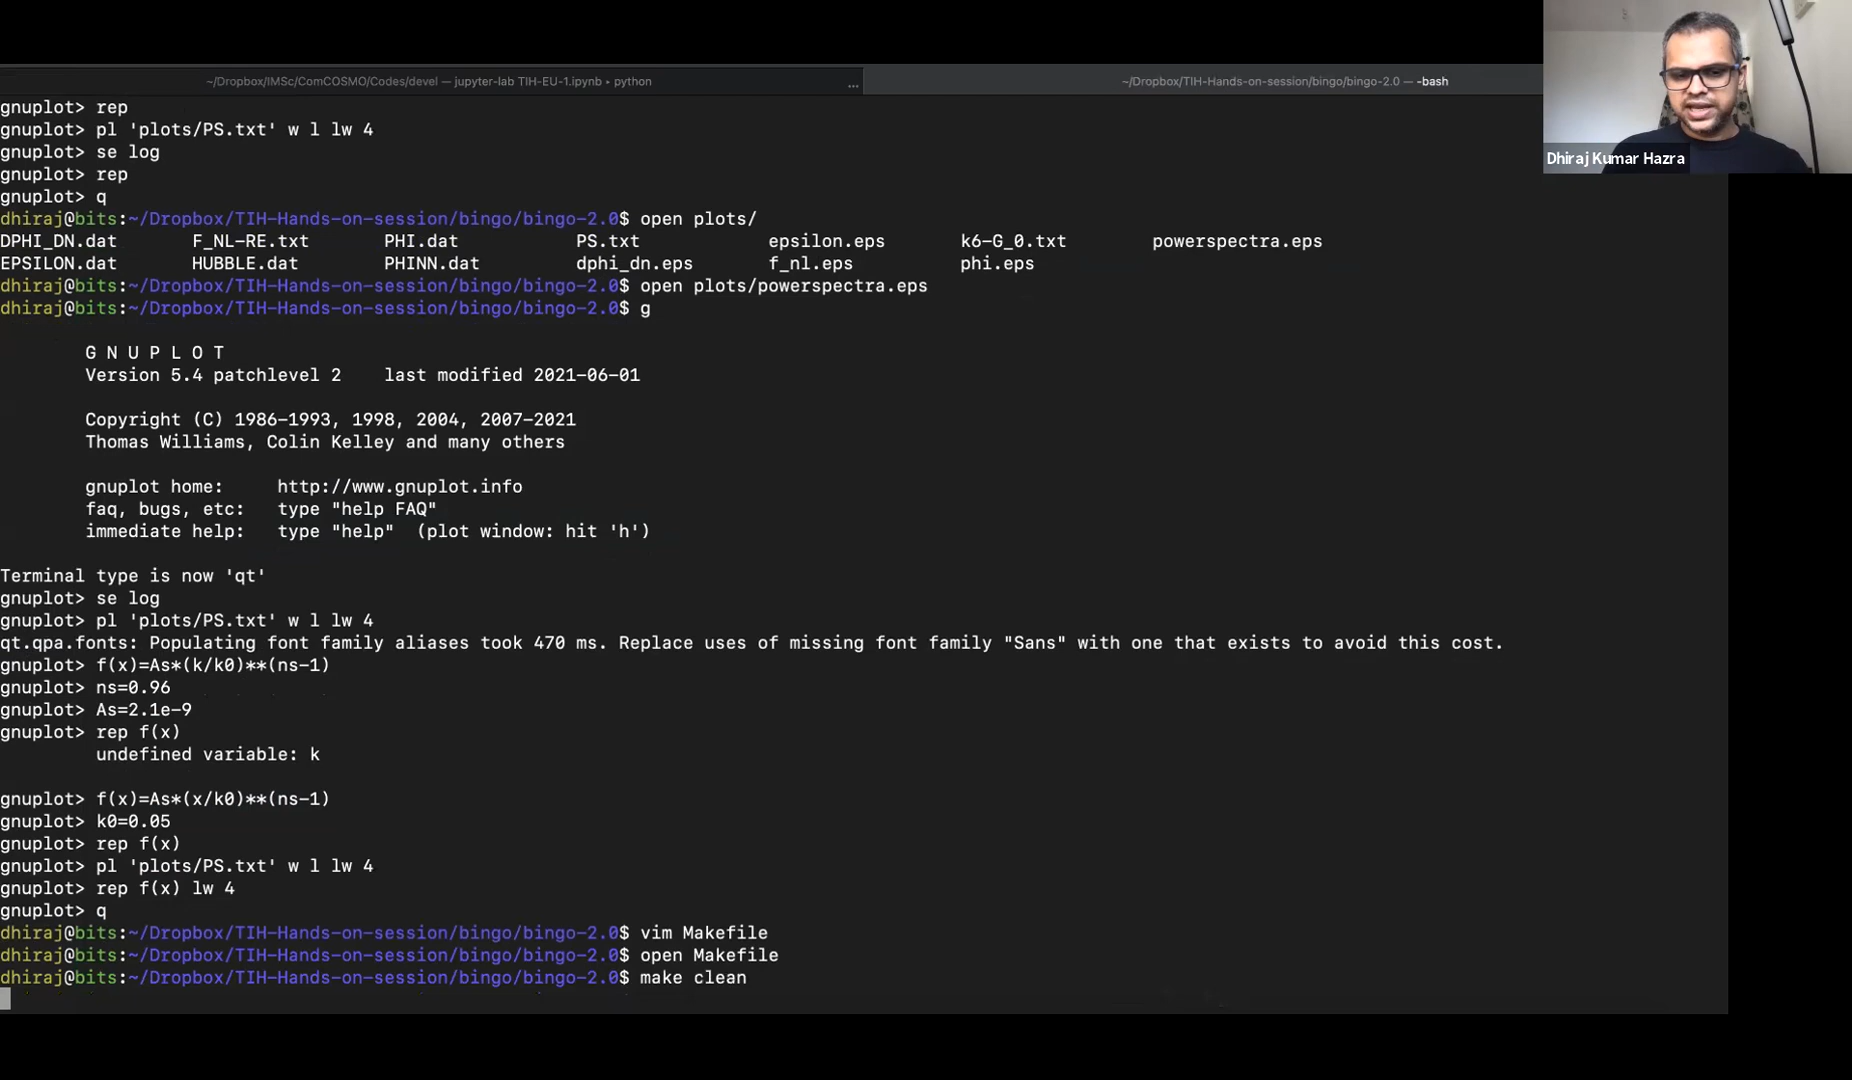 ~/Dropbox/IMSc/ComCOSMO/Codes/devel — jupyter-lab TIH-EU-1.ipynb ▸ python
...
~/Dropbox/TIH-Hands-on-session/bingo/bingo-2.0 — -bash
Dhiraj Kumar Hazra
gnuplot> rep
gnuplot> pl 'plots/PS.txt' w l lw 4
gnuplot> se log
gnuplot> rep
gnuplot> q
dhiraj@bits:~/Dropbox/TIH-Hands-on-session/bingo/bingo-2.0$ open plots/
DPHI_DN.dat F_NL-RE.txt PHI.dat PS.txt epsilon.eps k6-G_0.txt powerspectra.eps
EPSILON.dat HUBBLE.dat PHINN.dat dphi_dn.eps f_nl.eps phi.eps
dhiraj@bits:~/Dropbox/TIH-Hands-on-session/bingo/bingo-2.0$ open plots/powerspectra.eps
dhiraj@bits:~/Dropbox/TIH-Hands-on-session/bingo/bingo-2.0$ g
G N U P L O T
Version 5.4 patchlevel 2 last modified 2021-06-01
Copyright (C) 1986-1993, 1998, 2004, 2007-2021
Thomas Williams, Colin Kelley and many others
gnuplot home: http://www.gnuplot.info
faq, bugs, etc: type "help FAQ"
immediate help: type "help" (plot window: hit 'h')
Terminal type is now 'qt'
gnuplot> se log
gnuplot> pl 'plots/PS.txt' w l lw 4
qt.qpa.fonts: Populating font family aliases took 470 ms. Replace uses of missing font family "Sans" with one that exists to avoid this cost.
gnuplot> f(x)=As*(k/k0)**(ns-1)
gnuplot> ns=0.96
gnuplot> As=2.1e-9
gnuplot> rep f(x)
undefined variable: k
gnuplot> f(x)=As*(x/k0)**(ns-1)
gnuplot> k0=0.05
gnuplot> rep f(x)
gnuplot> pl 'plots/PS.txt' w l lw 4
gnuplot> rep f(x) lw 4
gnuplot> q
dhiraj@bits:~/Dropbox/TIH-Hands-on-session/bingo/bingo-2.0$ vim Makefile
dhiraj@bits:~/Dropbox/TIH-Hands-on-session/bingo/bingo-2.0$ open Makefile
dhiraj@bits:~/Dropbox/TIH-Hands-on-session/bingo/bingo-2.0$ make clean